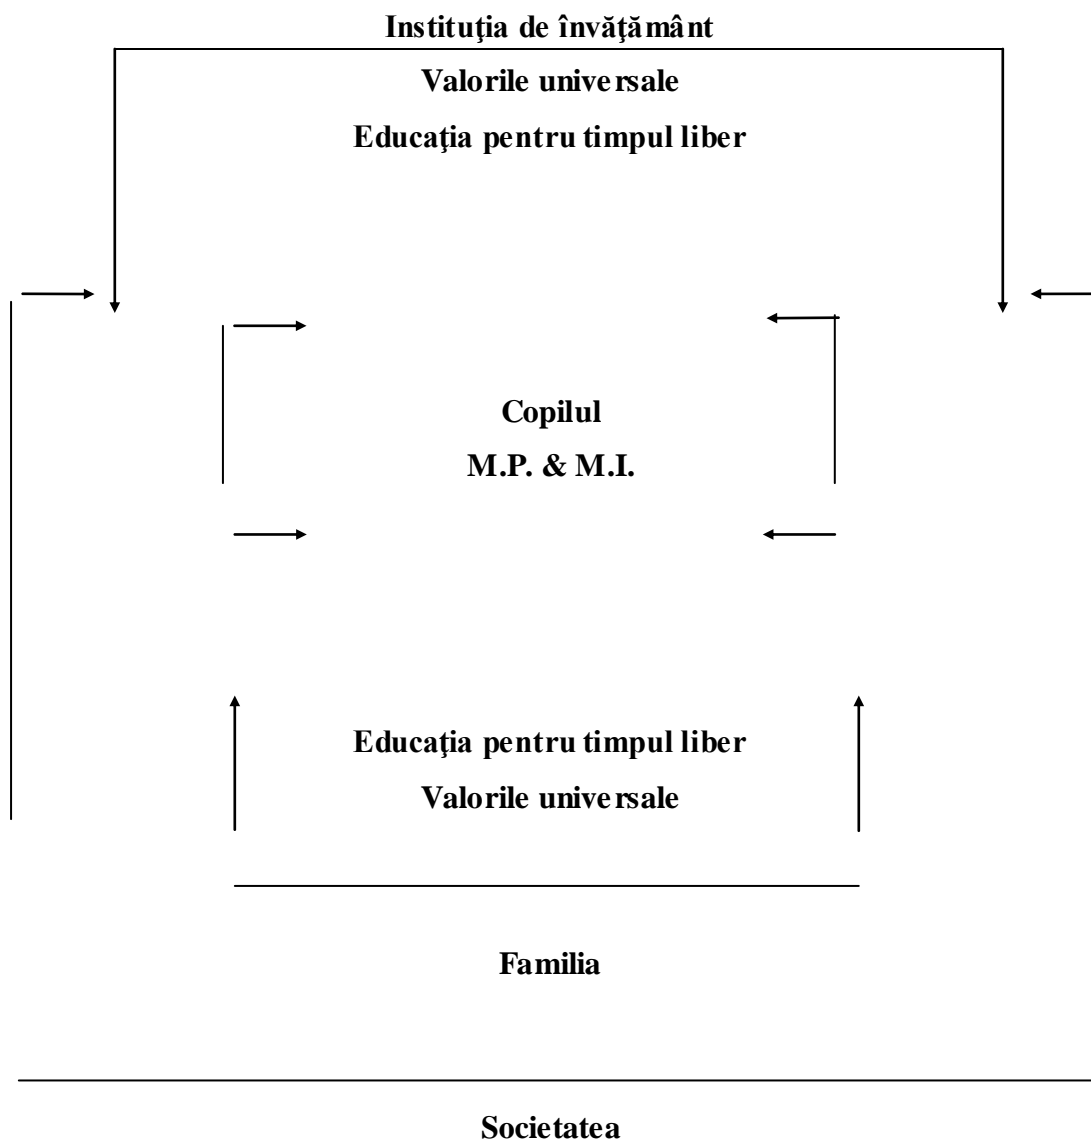 Instituţia de învăţământ
Valorile universale
Educaţia pentru timpul liber
Copilul
M.P. & M.I.
Educaţia pentru timpul liber
Valorile universale
Familia
Societatea